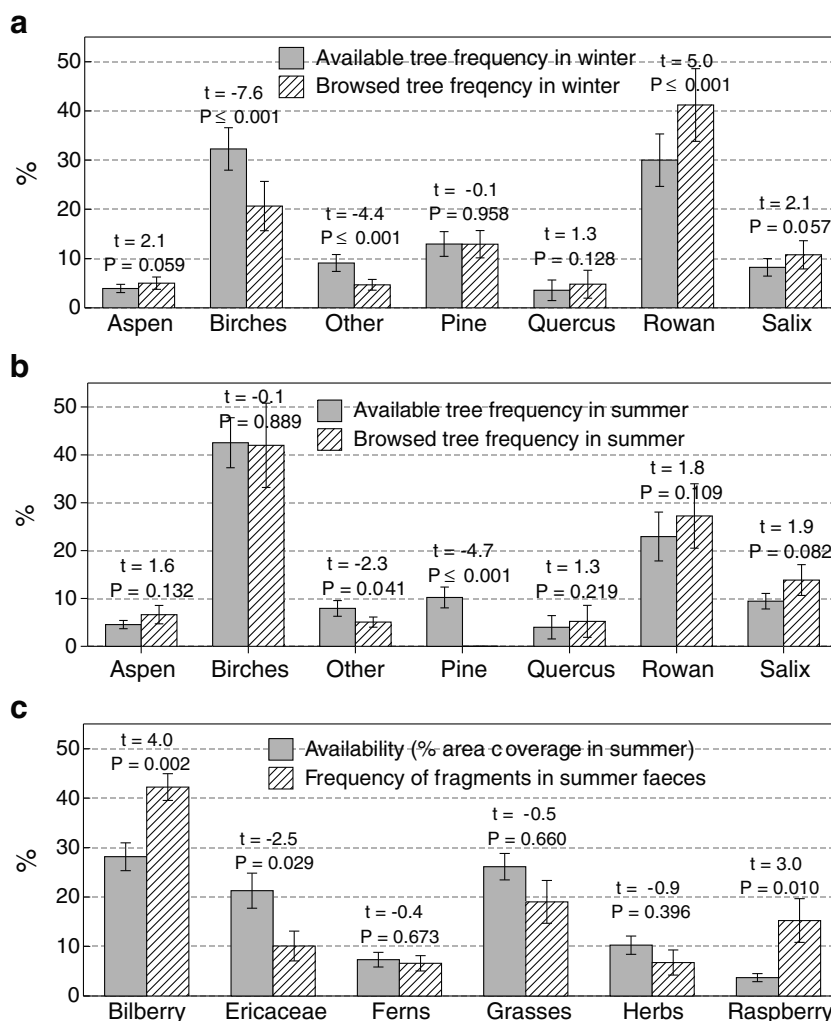 a
50
40
30
20
10
0
%
Available tree frequency in winter
Browsed tree freqency in winter
t = 2.1
P = 0.059
t = -7.6
P ≤ 0.001
t = -4.4
P ≤ 0.001
t = -0.1
P = 0.958
t = 1.3
P = 0.128
t = 5.0
P ≤ 0.001
t = 2.1
P = 0.057
Aspen Birches Other Pine Quercus Rowan Salix
b
50
40
30
20
10
0
%
Available tree frequency in summer
Browsed tree frequency in summer
t = 1.6
P = 0.132
t = -0.1
P = 0.889
t = -2.3
P = 0.041
t = -4.7
P ≤ 0.001
t = 1.3
P = 0.219
t = 1.8
P = 0.109
t = 1.9
P = 0.082
Aspen Birches Other Pine Quercus Rowan Salix
c
50
40
30
20
10
0
%
Availability (% area coverage in summer)
Frequency of fragments in summer faeces
t = 4.0
P = 0.002
t = -2.5
P = 0.029
t = -0.4
P = 0.673
t = -0.5
P = 0.660
t = -0.9
P = 0.396
t = 3.0
P = 0.010
Bilberry Ericaceae Ferns Grasses Herbs Raspberry